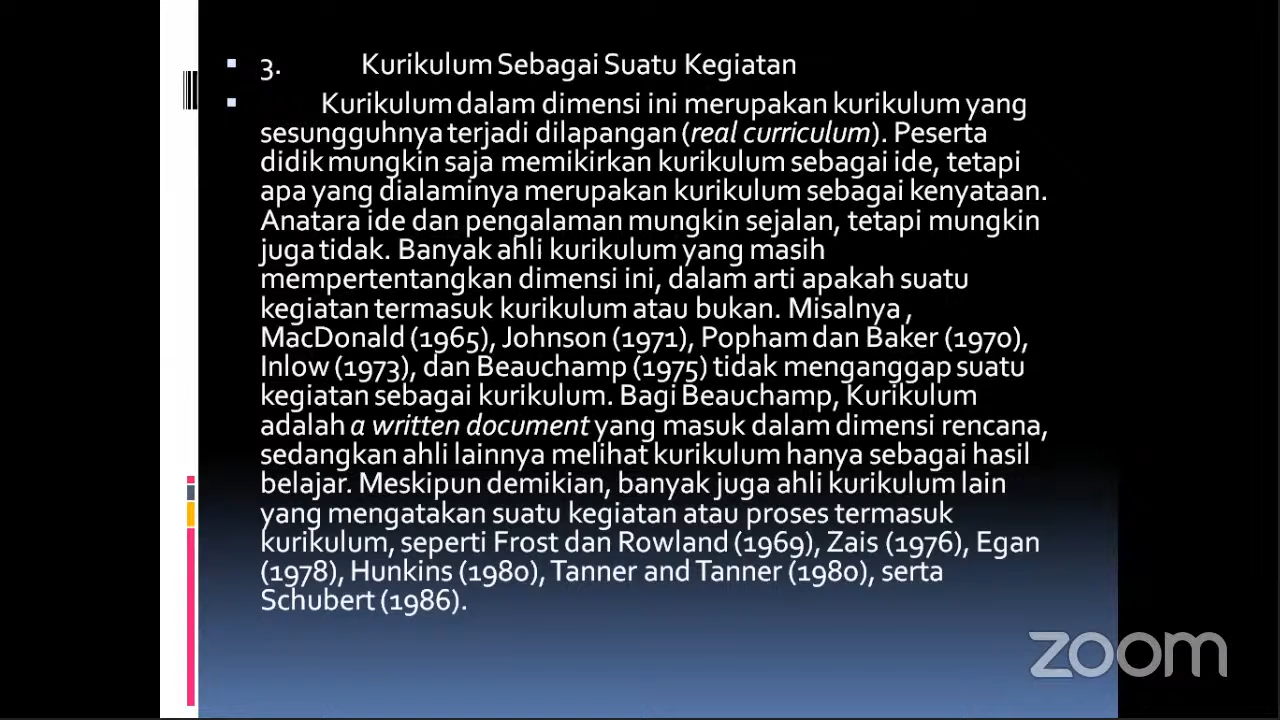 3. Kurikulum Sebagai Suatu Kegiatan
Kurikulum dalam dimensi ini merupakan kurikulum yang
sesungguhnya terjadi dilapangan (real curriculum). Peserta
didik mungkin saja memikirkan kurikulum sebagai ide, tetapi
apa yang dialaminya merupakan kurikulum sebagai kenyataan.
Anatara ide dan pengalaman mungkin sejalan, tetapi mungkin
juga tidak. Banyak ahli kurikulum yang masih
mempertentangkan dimensi ini, dalam arti apakah suatu
kegiatan termasuk kurikulum atau bukan. Misalnya ,
MacDonald (1965), Johnson (1971), Popham dan Baker (1970),
Inlow (1973), dan Beauchamp (1975) tidak menganggap suatu
kegiatan sebagai kurikulum. Bagi Beauchamp, Kurikulum
adalah a written document yang masuk dalam dimensi rencana,
sedangkan ahli lainnya melihat kurikulum hanya sebagai hasil
belajar. Meskipun demikian, banyak juga ahli kurikulum lain
yang mengatakan suatu kegiatan atau proses termasuk
kurikulum, seperti Frost dan Rowland (1969), Zais (1976), Egan
(1978), Hunkins (1980), Tanner and Tanner (1980), serta
Schubert (1986).
zoom